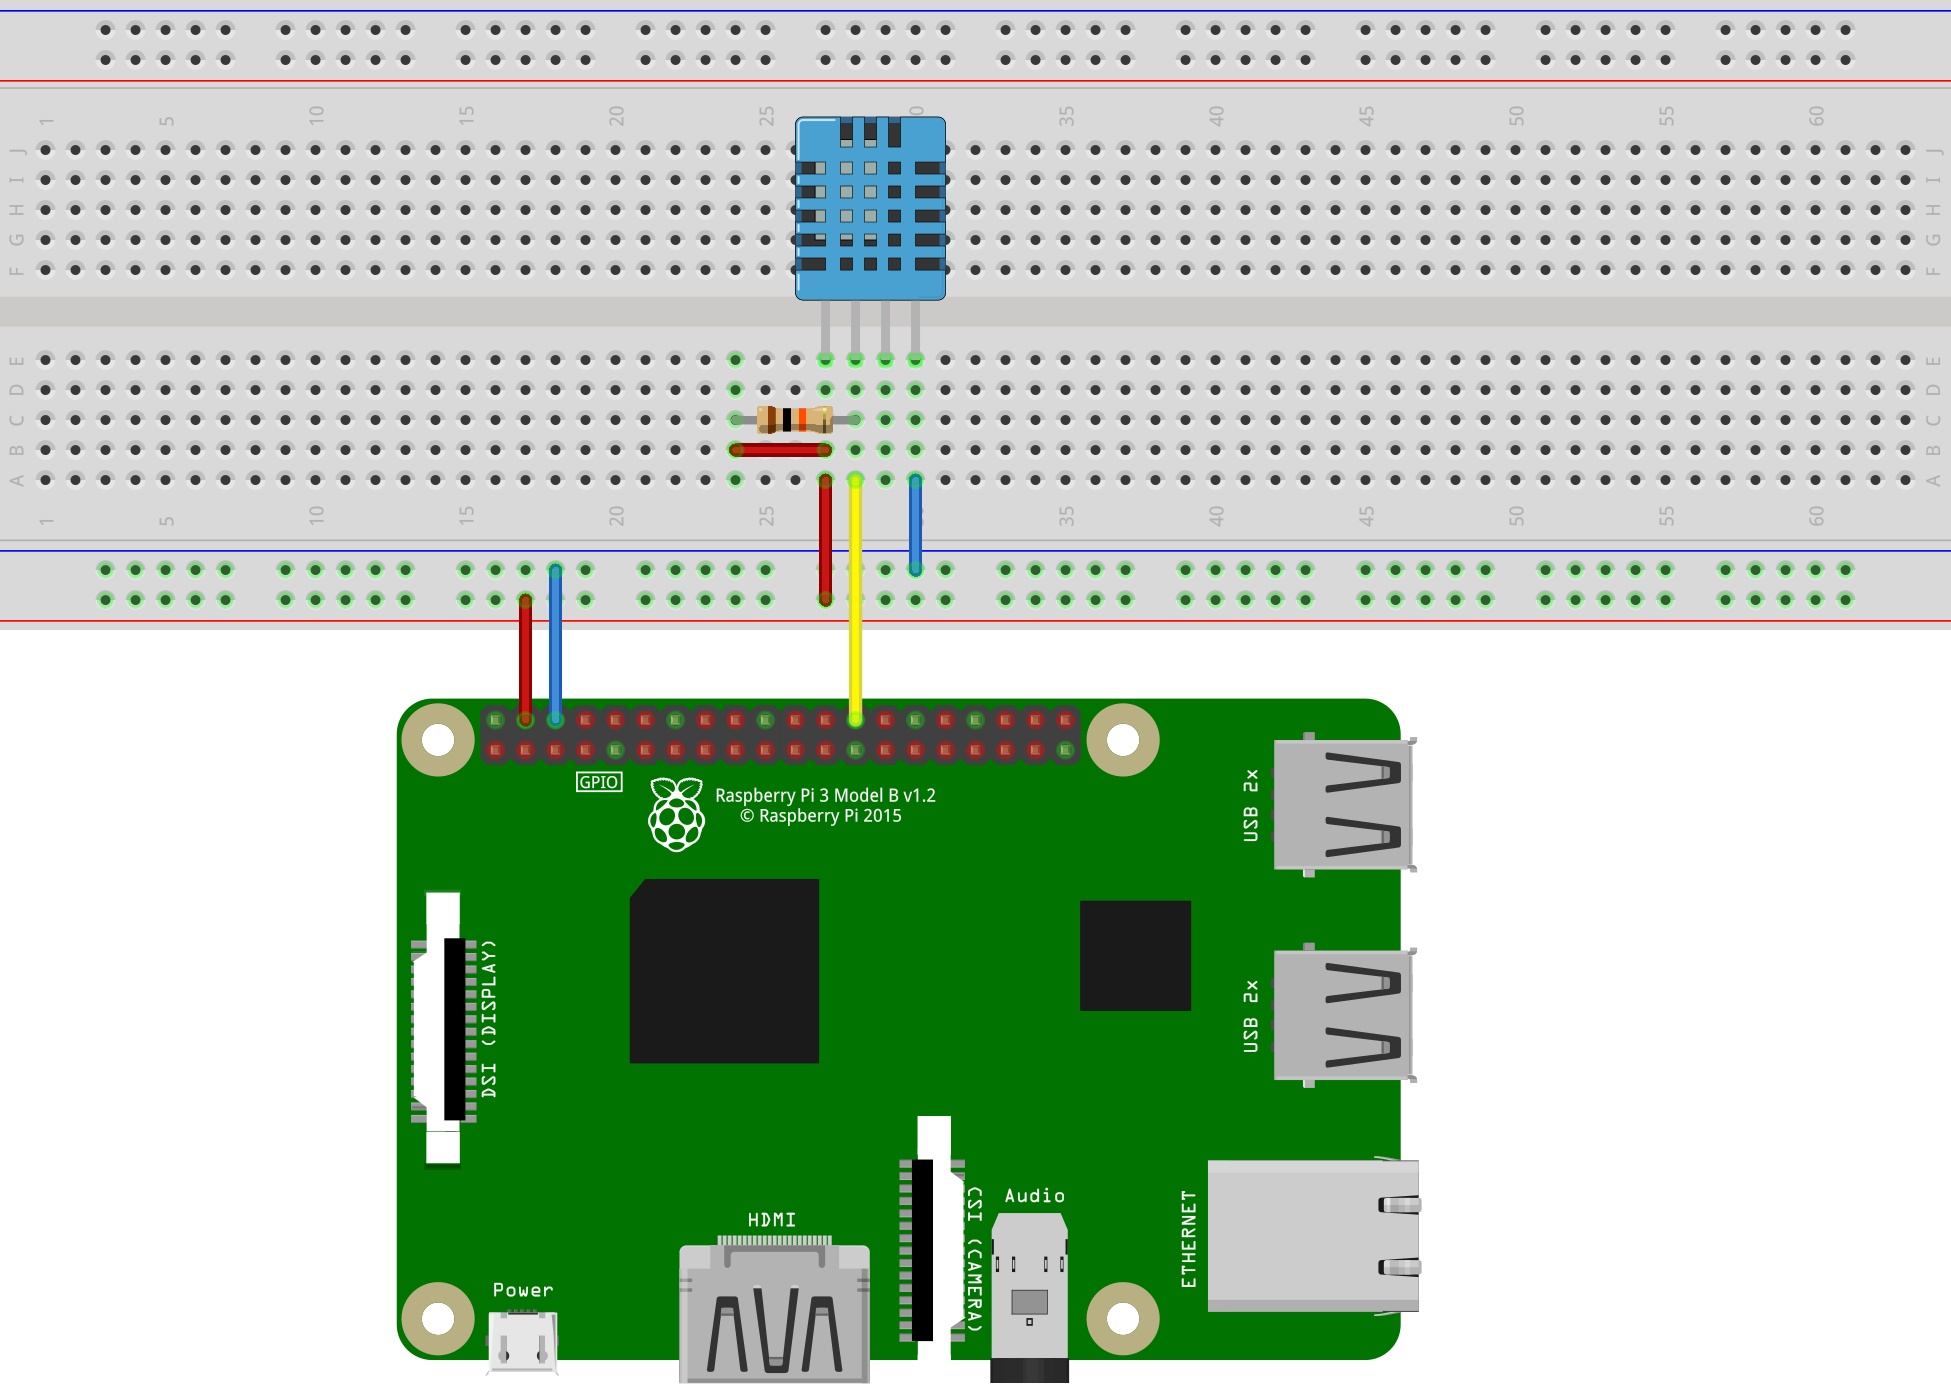 1 5 10 15 20 25 30 35 40 45 50 55 60
J J
I I
H H
G G
F F
E E
D D
C C
B B
A A
1 5 10 15 20 25 35 40 45 50 55 60
GPIO
Raspberry Pi 3 Model B v1.2
© Raspberry Pi 2015
USB 2x
DSI (DISPLAY)
USB 2x
CSI (CAMERA)
Audio
ETHERNET
HDMI
Power